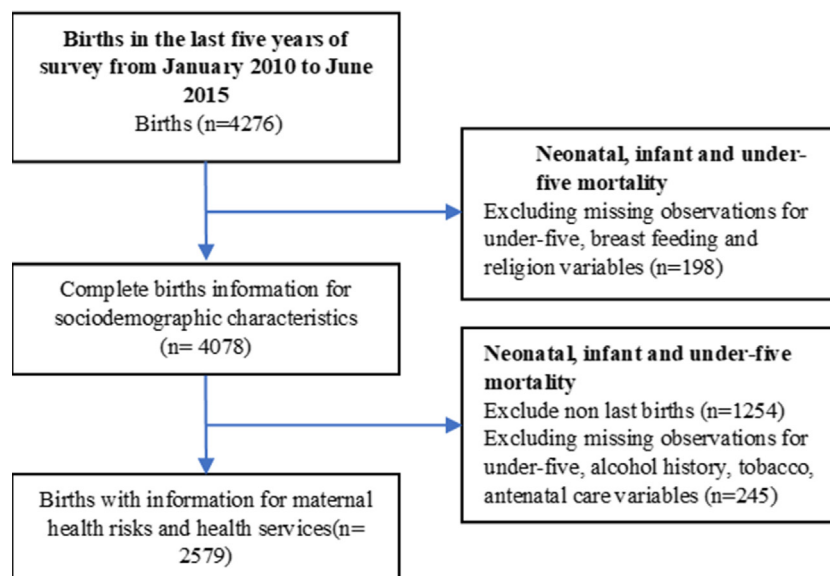 Births in the last five years of
survey from January 2010 to June
2015
Births (n=4276)
Neonatal, infant and under-
five mortality
Excluding missing observations for
under-five, breast feeding and
religion variables (n=198)
Complete births information for
sociodemographic characteristics
(n= 4078)
Neonatal, infant and under-five
mortality
Exclude non last births (n=1254)
Excluding missing observations for
under-five, alcohol history, tobacco,
antenatal care variables (n=245)
Births with information for maternal
health risks and health services(n=
2579)